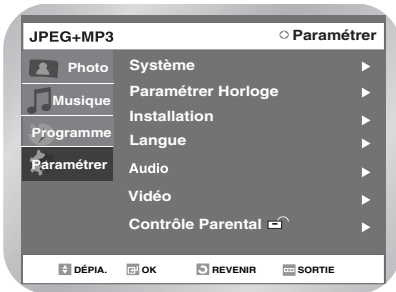 JPEG+MP3
Paramétrer
Photo
Musique
Programme
Paramétrer
Système
Paramétrer Horloge
Installation
Langue
Audio
Vidéo
Contrôle Parental
DÉPIA. OK REVENIR SORTIE